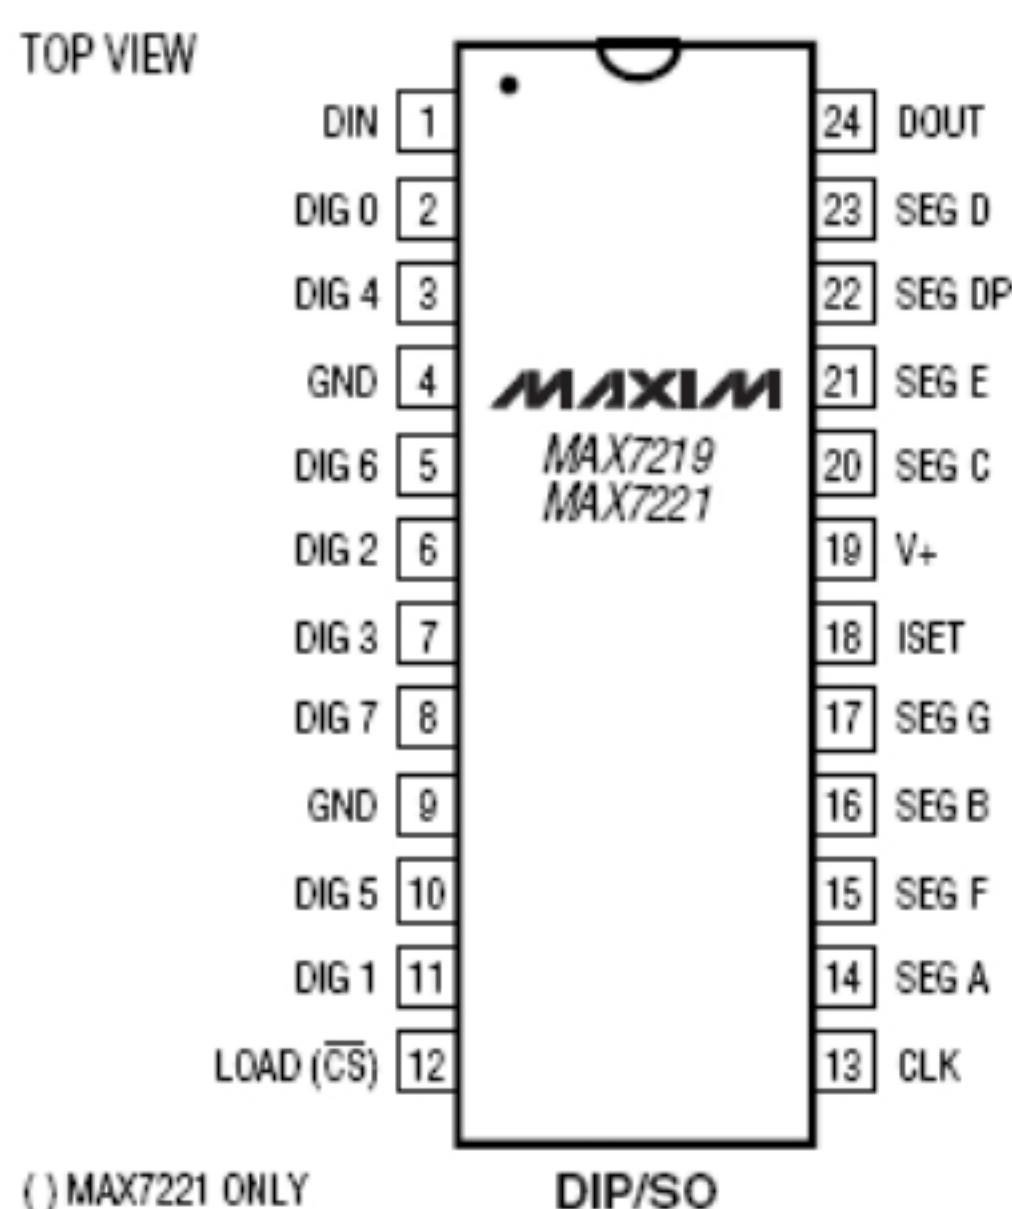 TOP VIEW
DIN 1 24 DOUT
DIG 0 2 23 SEG D
DIG 4 3 22 SEG DP
GND 4 21 SEG E
MAXIM
MAX7219
MAX7221
DIG 6 5 20 SEG C
DIG 2 6 19 V+
DIG 3 7 18 ISET
DIG 7 8 17 SEG G
GND 9 16 SEG B
DIG 5 10 15 SEG F
DIG 1 11 14 SEG A
LOAD (C̅S̅) 12 13 CLK
( ) MAX7221 ONLY
DIP/SO